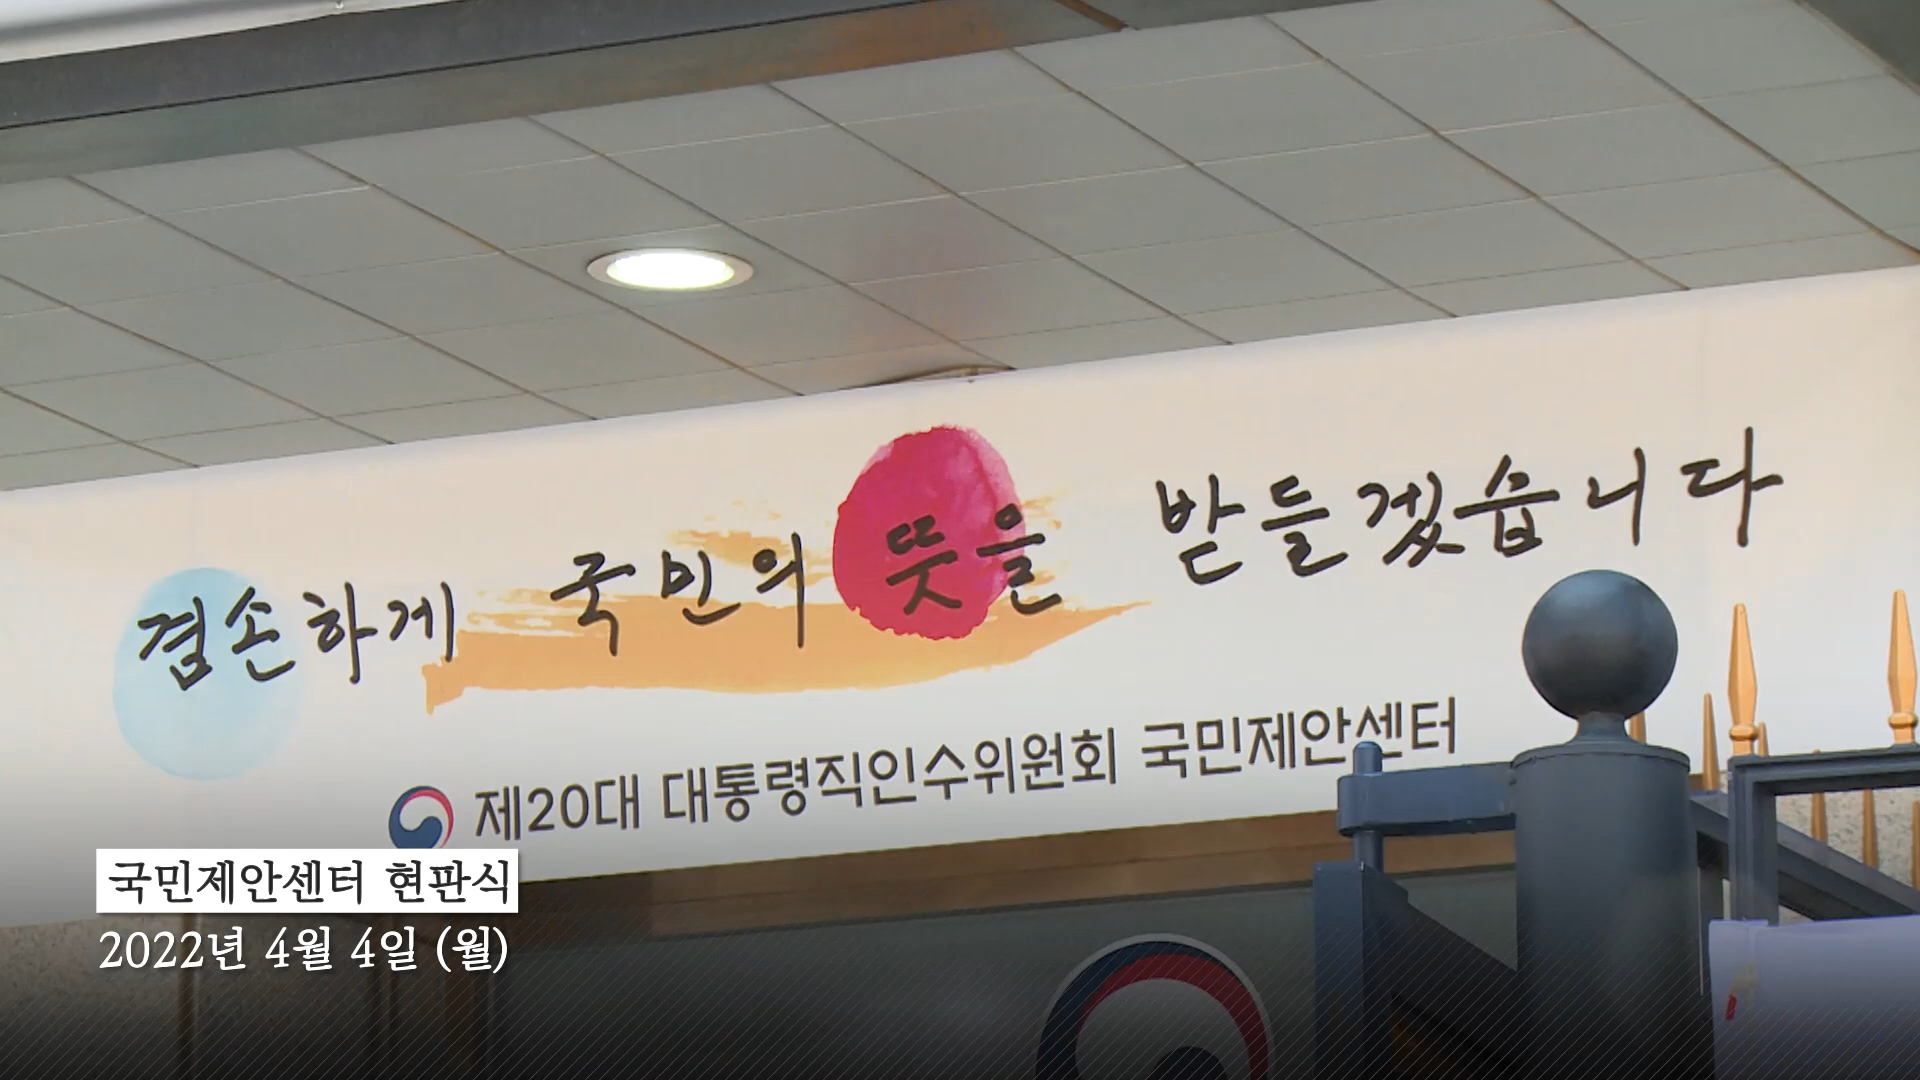 겸손하게 국민의 뜻을 받들겠습니다
제20대 대통령직인수위원회 국민제안센터
국민제안센터 현판식
2022년 4월 4일 (월)